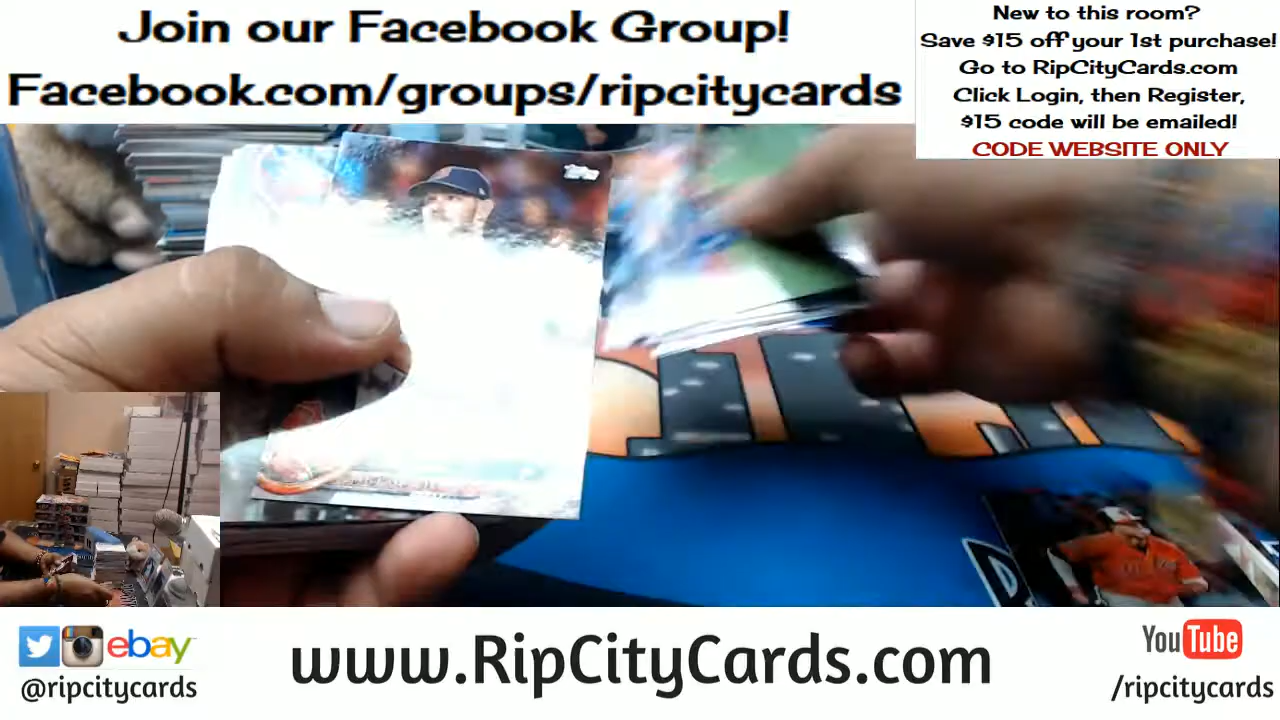 Join our Facebook Group!
Facebook.com/groups/ripcitycards
New to this room?
Save $15 off your 1st purchase!
Go to RipCityCards.com
Click Login, then Register,
$15 code will be emailed!
CODE WEBSITE ONLY
Topps
ebay
@ripcitycards
www.RipCityCards.com
YouTube
/ripcitycards